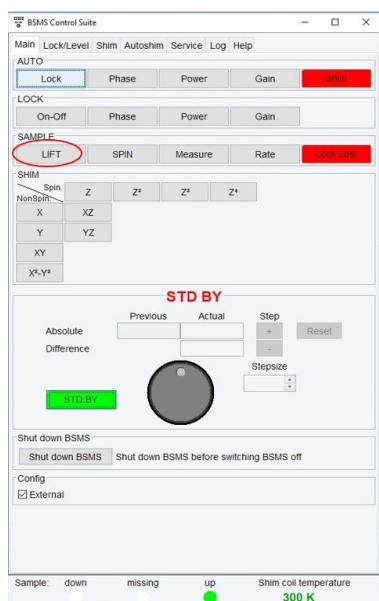 BSMS Control Suite
Main Lock/Level Shim Autoshim Service Log Help
AUTO
Lock Phase Power Gain Shim
LOCK
On-Off Phase Power Gain
SAMPLE
LIFT SPIN Measure Rate Lock Lost
SHIM
Spin.
NonSpin.
Z Z² Z³ Z⁴
X XZ
Y YZ
XY
X²-Y²
STD BY
Previous Actual Step
Absolute + Reset
Difference -
Stepsize
STD BY
Shut down BSMS
Shut down BSMS Shut down BSMS before switching BSMS off
Config
External
Sample: down missing up Shim coil temperature
300 K